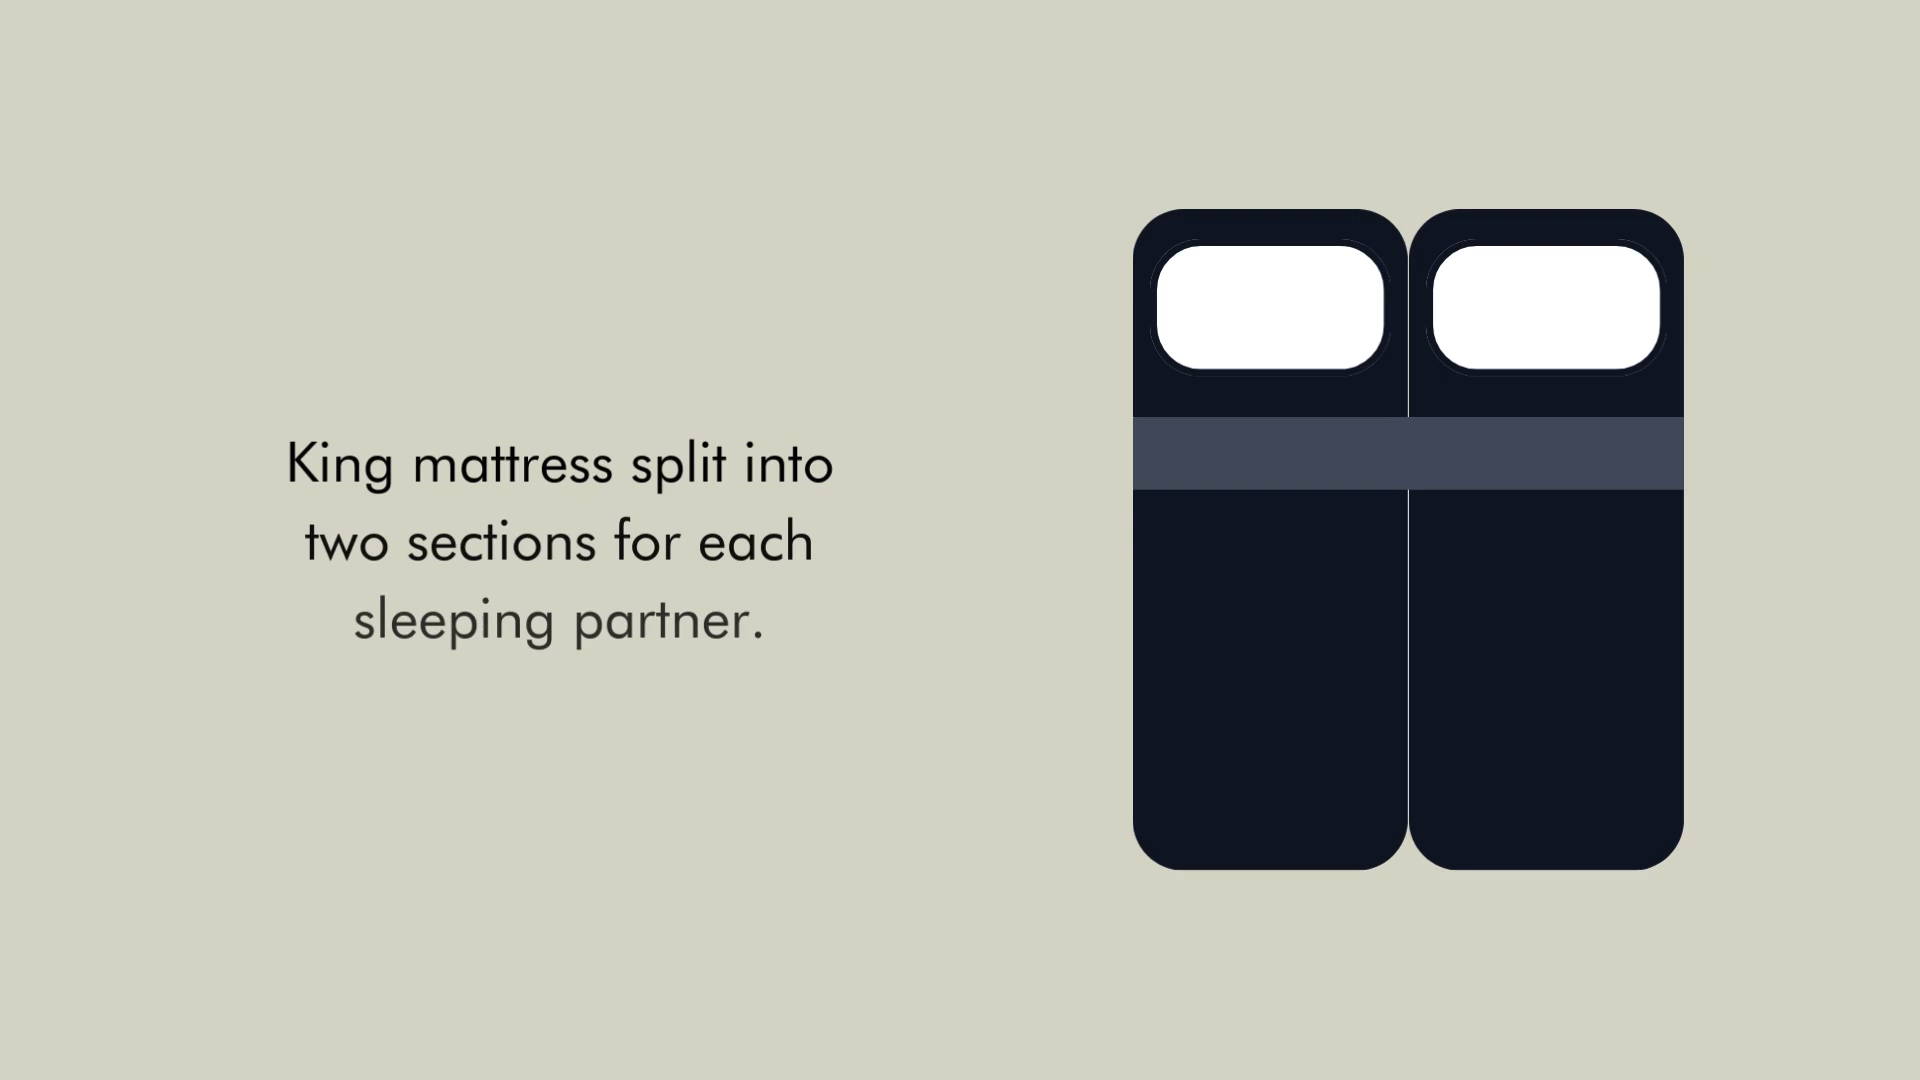 King mattress split into
two sections for each
sleeping partner.